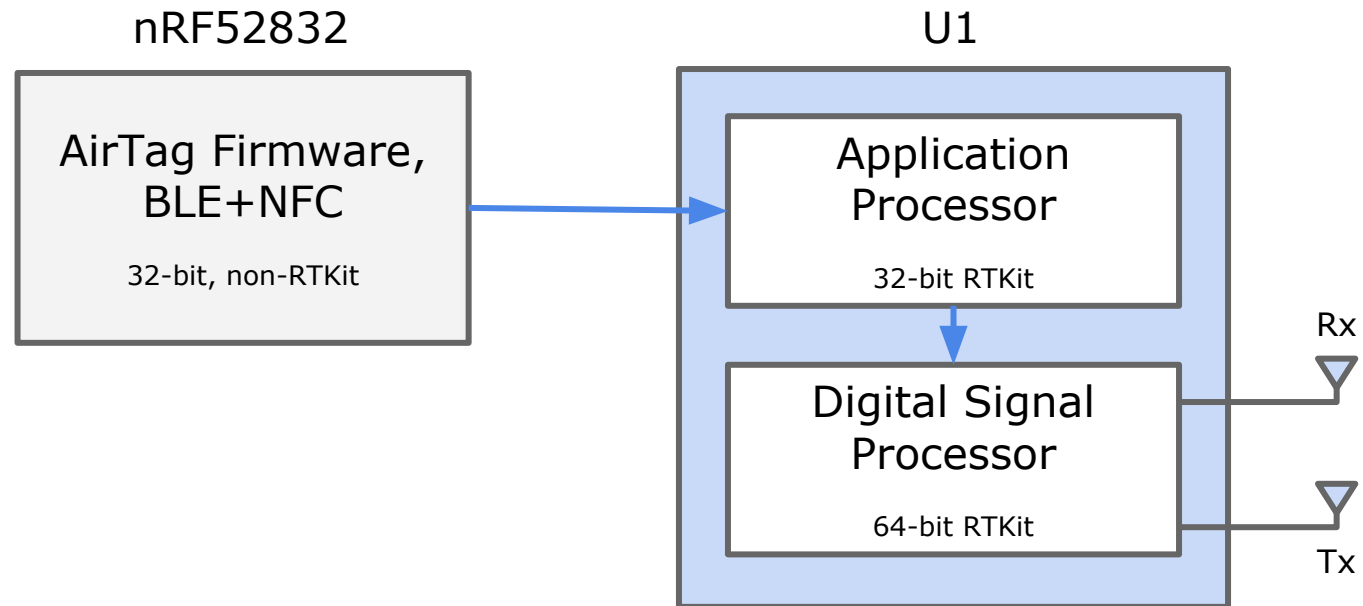 nRF52832
AirTag Firmware,
BLE+NFC
32-bit, non-RTKit
U1
Application
Processor
32-bit RTKit
Digital Signal
Processor
64-bit RTKit
Rx
Tx